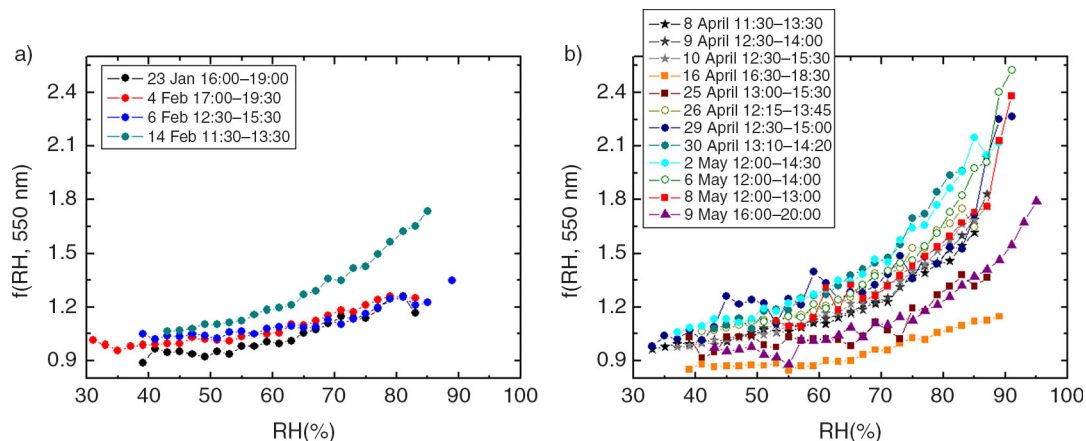 a)
23 Jan 16:00–19:00
4 Feb 17:00–19:30
6 Feb 12:30–15:30
14 Feb 11:30–13:30
f(RH, 550 nm)
2.4
2.1
1.8
1.5
1.2
0.9
30 40 50 60 70 80 90 100
RH(%)
b)
8 April 11:30–13:30
9 April 12:30–14:00
10 April 12:30–15:30
16 April 16:30–18:30
25 April 13:00–15:30
26 April 12:15–13:45
29 April 12:30–15:00
30 April 13:10–14:20
2 May 12:00–14:30
6 May 12:00–14:00
8 May 12:00–13:00
9 May 16:00–20:00
f(RH, 550 nm)
2.4
2.1
1.8
1.5
1.2
0.9
30 40 50 60 70 80 90 100
RH(%)